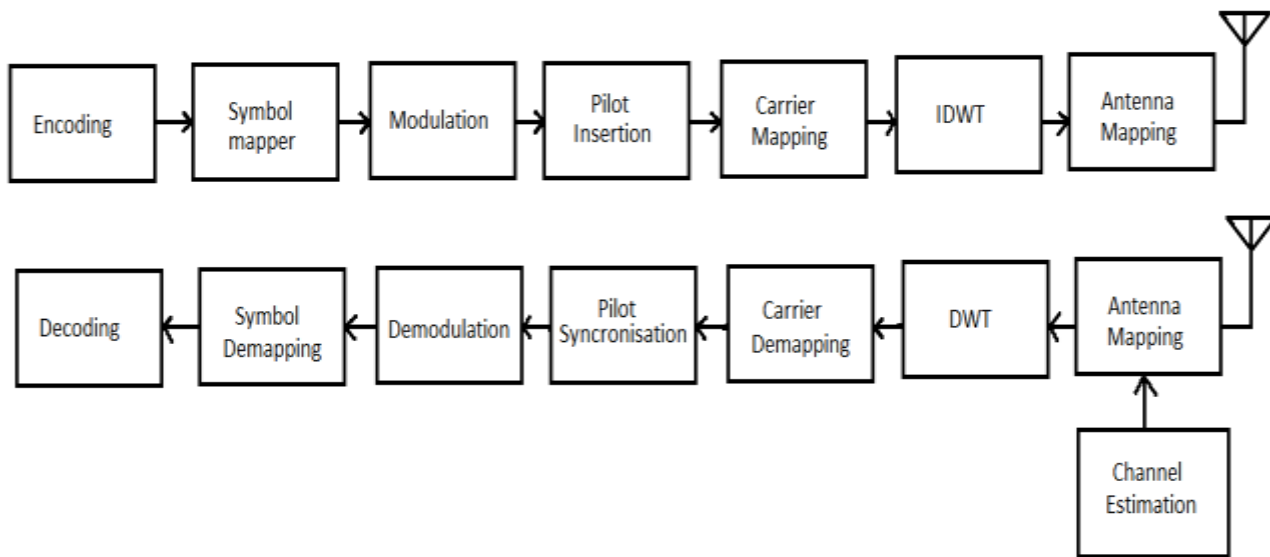 Encoding
Symbol
mapper
Modulation
Pilot
Insertion
Carrier
Mapping
IDWT
Antenna
Mapping
Decoding
Symbol
Demapping
Demodulation
Pilot
Syncronisation
Carrier
Demapping
DWT
Antenna
Mapping
Channel
Estimation